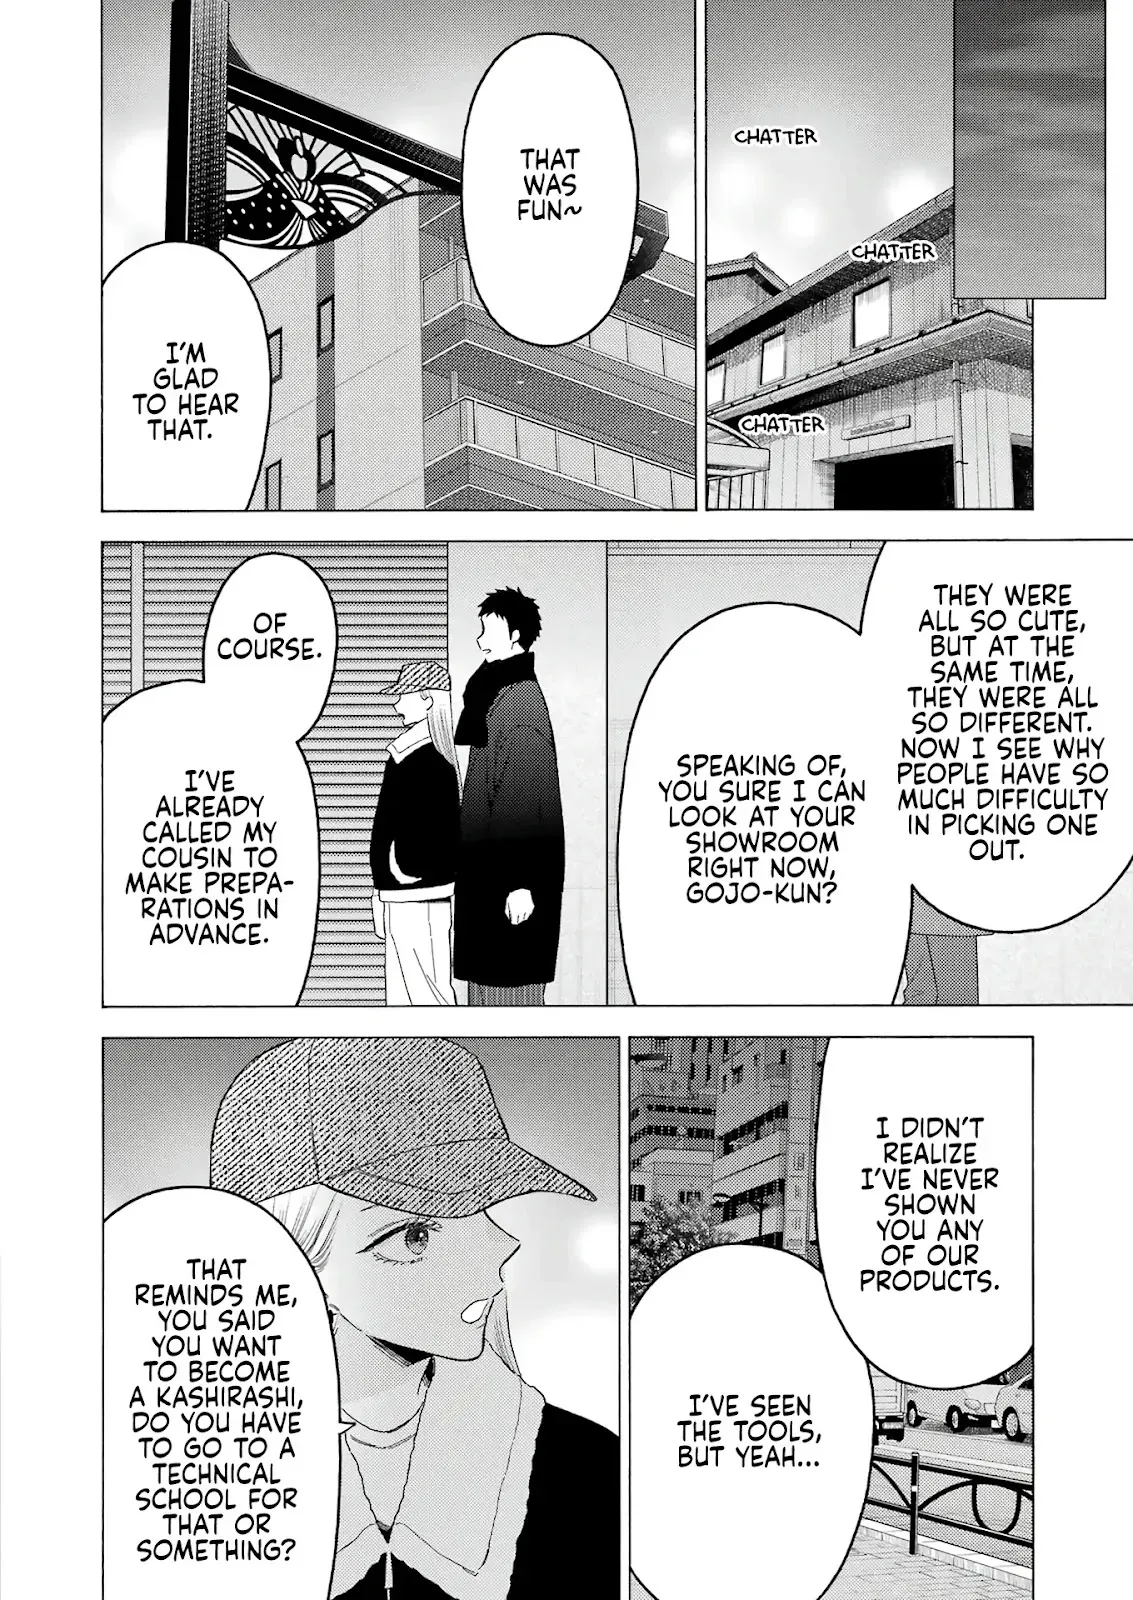 CHATTER
CHATTER
CHATTER
THAT
WAS
FUN~
I'M
GLAD
TO HEAR
THAT.
THEY WERE
ALL SO CUTE,
BUT AT THE
SAME TIME,
THEY WERE ALL
SO DIFFERENT.
NOW I SEE WHY
PEOPLE HAVE SO
MUCH DIFFICULTY
IN PICKING ONE
OUT.
SPEAKING OF,
YOU SURE I CAN
LOOK AT YOUR
SHOWROOM
RIGHT NOW,
GOJO-KUN?
OF
COURSE.
I'VE
ALREADY
CALLED MY
COUSIN TO
MAKE PREPA-
RATIONS IN
ADVANCE.
I DIDN'T
REALIZE
I'VE NEVER
SHOWN
YOU ANY
OF OUR
PRODUCTS.
I'VE SEEN
THE TOOLS,
BUT YEAH...
THAT
REMINDS ME,
YOU SAID
YOU WANT
TO BECOME
A KASHIRASHI,
DO YOU HAVE
TO GO TO A
TECHNICAL
SCHOOL FOR
THAT OR
SOMETHING?